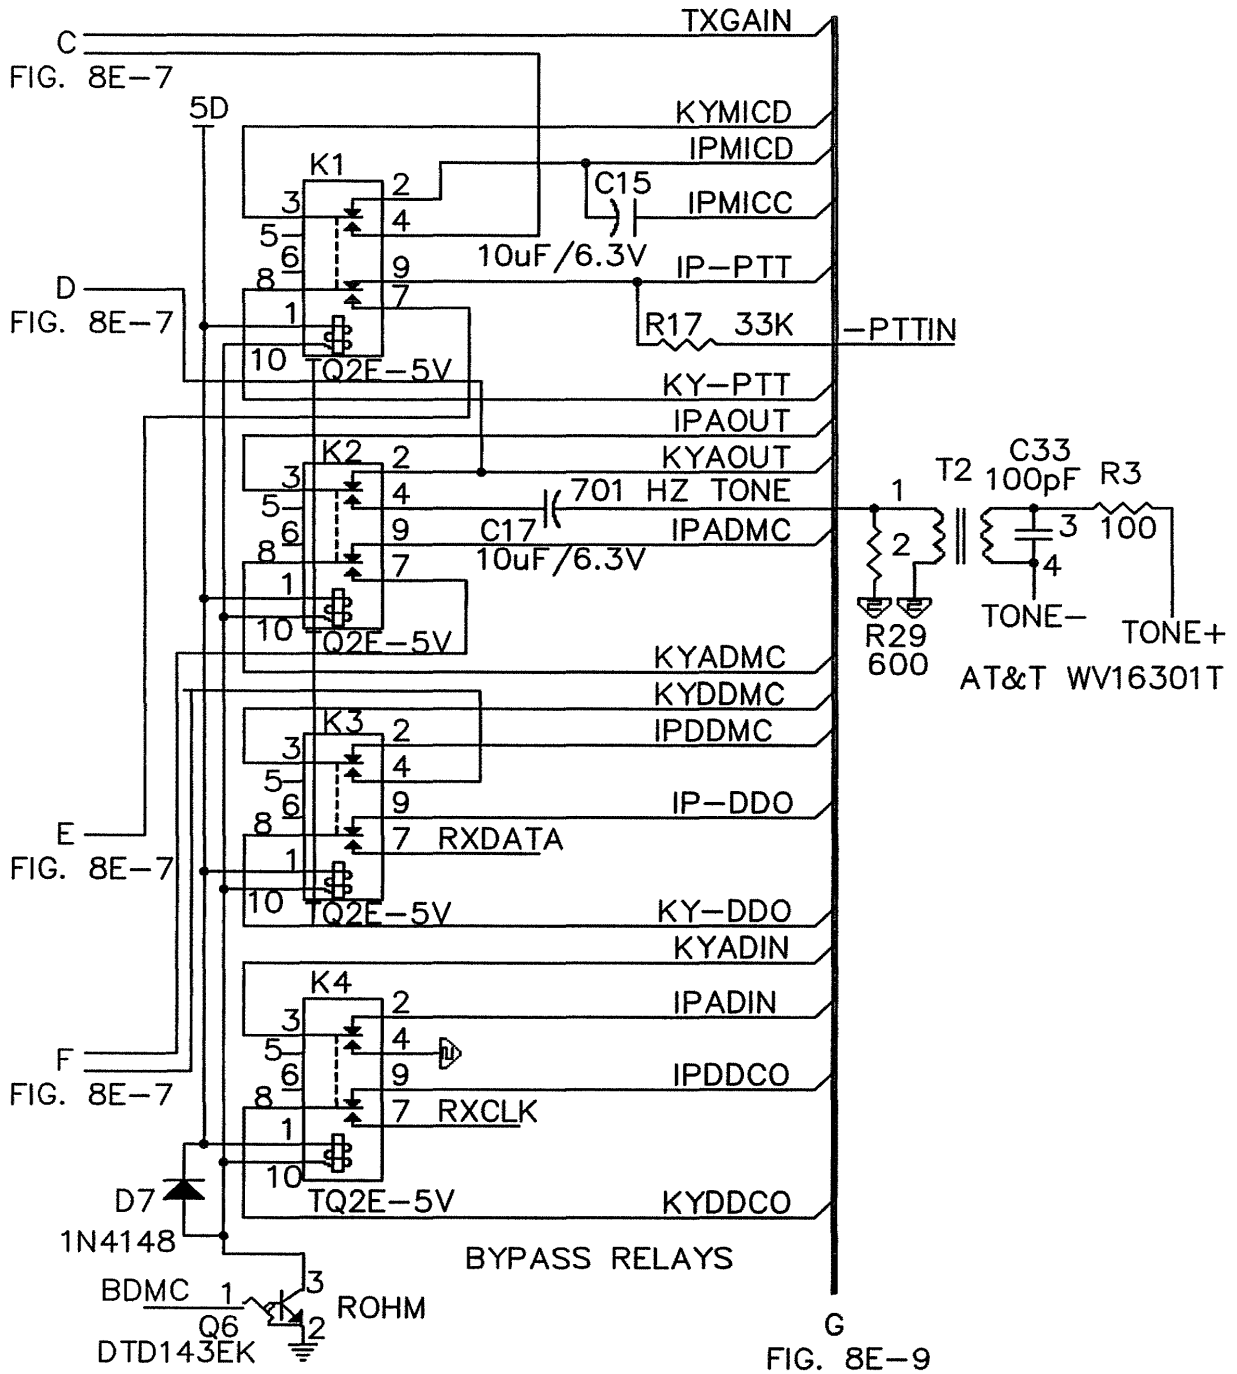 TXGAIN
C
FIG. 8E-7
5D
KYMICD
IPMICD
K1
2
C15
IPMICC
3
4
5
10uF/6.3V
6
9
IP-PTT
8
D
7
FIG. 8E-7
1
R17 33K
-PTTIN
10
TQ2E-5V
KY-PTT
IPAOUT
K2
2
KYAOUT
C33
T2
100pF
R3
3
4
701 HZ TONE
1
5
C17
6
9
IPADMC
2
3
100
8
10uF/6.3V
7
4
1
10
TONE-
TQ2E-5V
R29
TONE+
KYADMC
600
AT&T WV16301T
KYDDMC
K3
2
IPDDMC
3
4
5
6
9
IP-DDO
8
E
7
RXDATA
FIG. 8E-7
1
10
TQ2E-5V
KY-DDO
KYADIN
K4
2
IPADIN
3
4
5
F
6
9
IPDDCO
FIG. 8E-7
8
7
RXCLK
1
10
D7
TQ2E-5V
KYDDCO
1N4148
BYPASS RELAYS
BDMC
1
3
ROHM
Q6
2
DTD143EK
G
FIG. 8E-9